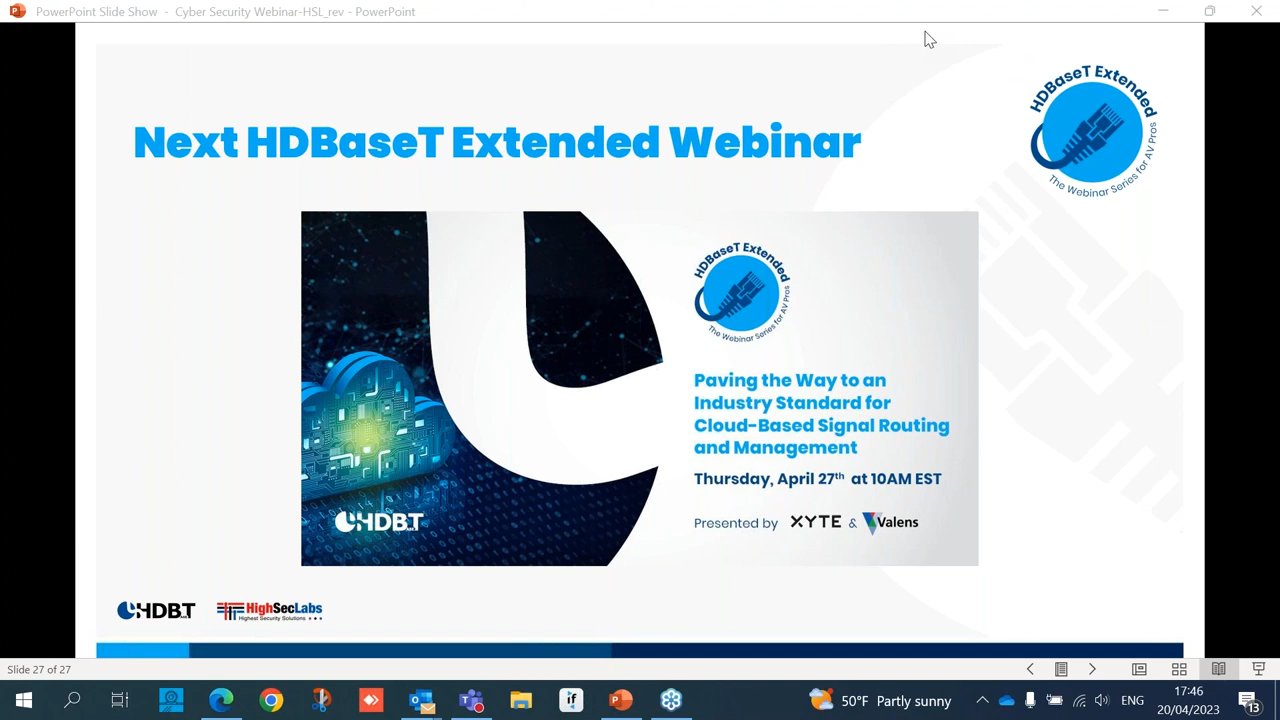 PowerPoint Slide Show - Cyber Security Webinar-HSL_rev - PowerPoint
HDBaseT Extended
The Webinar Series for AV Pros
Next HDBaseT Extended Webinar
HDBaseT Extended
The Webinar Series for AV Pros
Paving the Way to an
Industry Standard for
Cloud-Based Signal Routing
and Management
Thursday, April 27th at 10AM EST
Presented by XYTE & Valens
HDBT
HDBT
HighSecLabs
Highest Security Solutions
Slide 27 of 27
50°F Partly sunny
ENG
17:46
20/04/2023
13